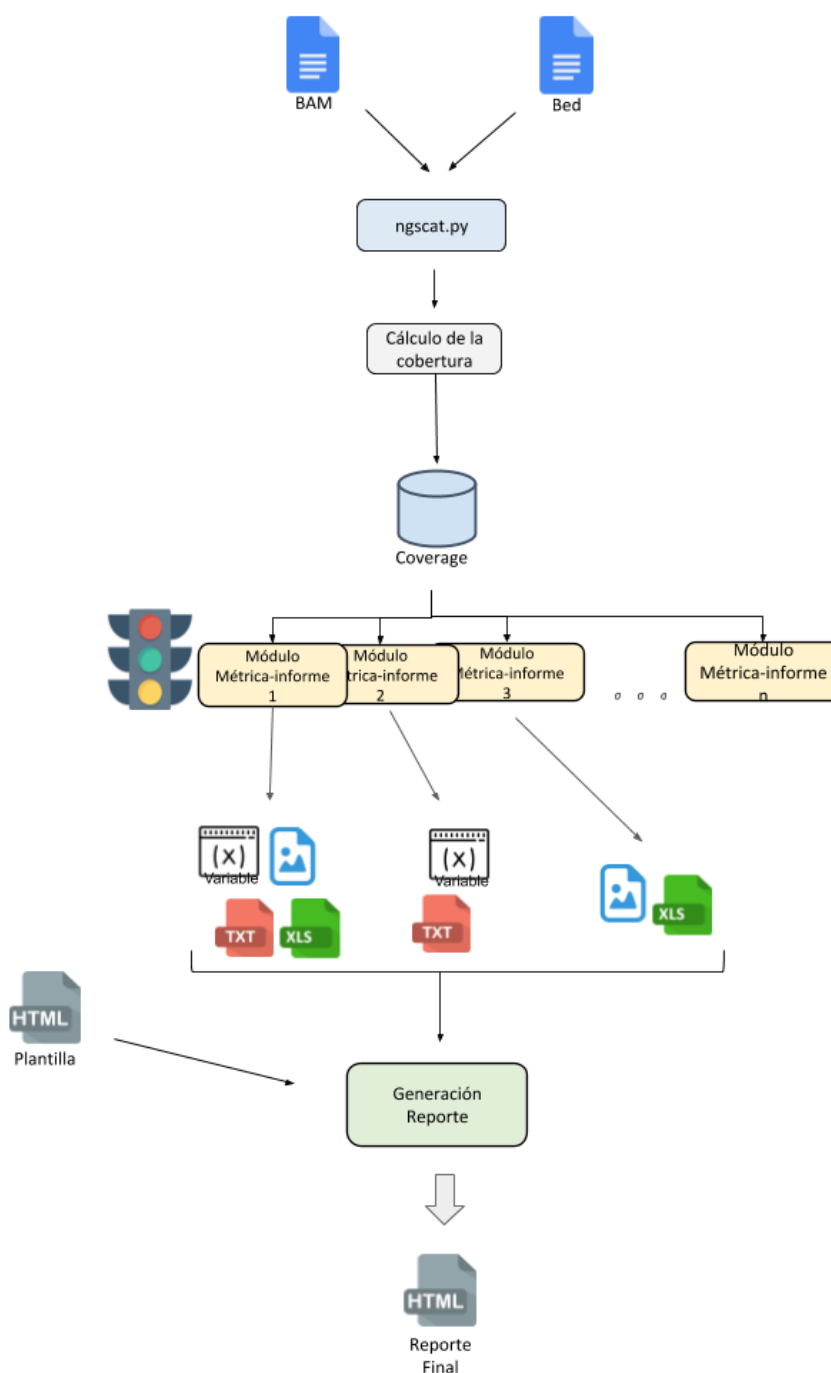 BAM
Bed
ngscat.py
Cálculo de la
cobertura
Coverage
Módulo
Métrica-informe
1
Módulo
trica-informe
2
Módulo
Métrica-informe
3
o o o
Módulo
Métrica-informe
n
(x)
Variable
TXT
XLS
(x)
Variable
TXT
XLS
HTML
Plantilla
Generación
Reporte
HTML
Reporte
Final